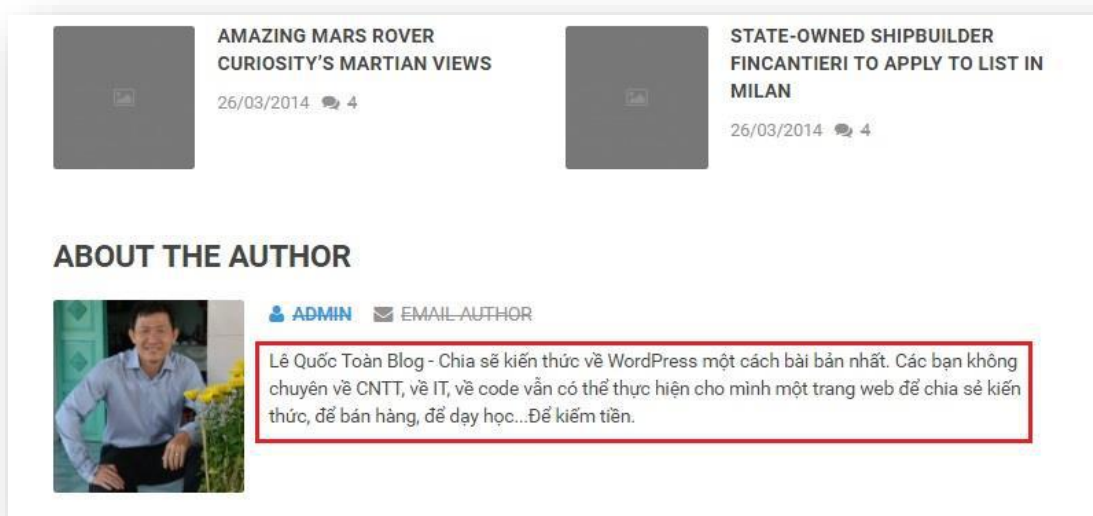 AMAZING MARS ROVER
CURIOSITY'S MARTIAN VIEWS
26/03/2014 4
STATE-OWNED SHIPBUILDER
FINCANTIERI TO APPLY TO LIST IN
MILAN
26/03/2014 4
ABOUT THE AUTHOR
ADMIN EMAIL AUTHOR
Lê Quốc Toàn Blog - Chia sẽ kiến thức về WordPress một cách bài bản nhất. Các bạn không
chuyên về CNTT, về IT, về code vẫn có thể thực hiện cho mình một trang web để chia sẻ kiến
thức, để bán hàng, để dạy học...Để kiếm tiền.